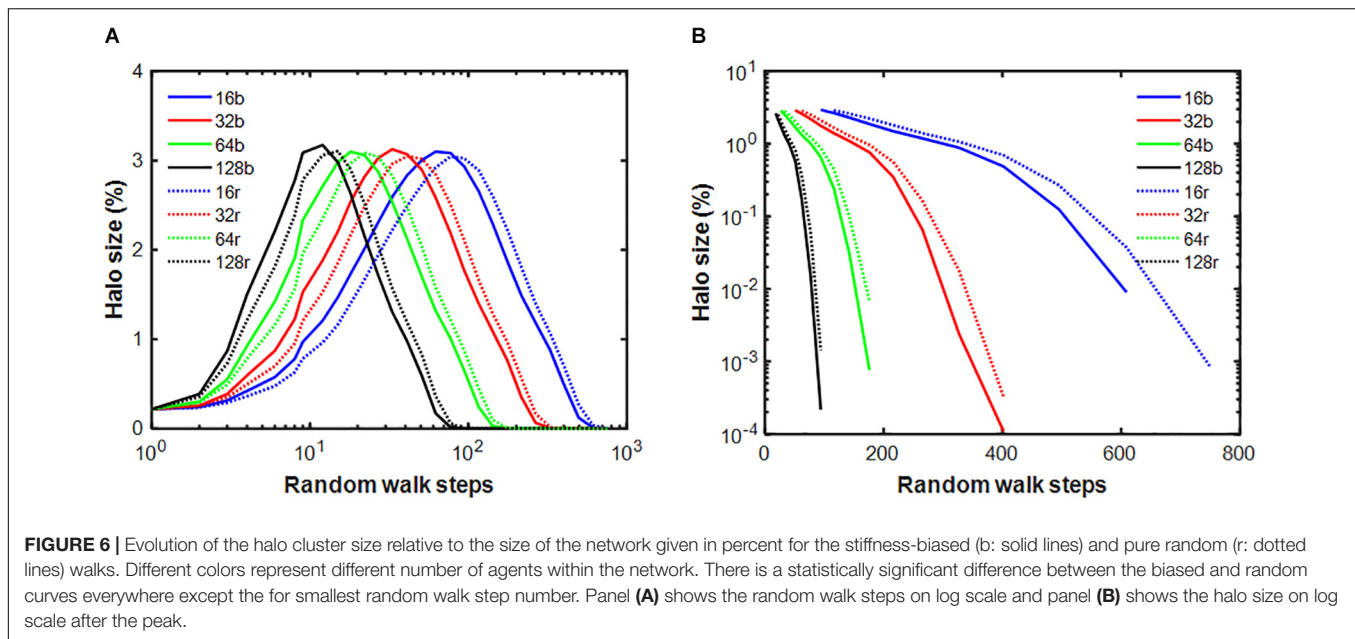 A
B
4
3
2
1
0
Halo size (%)
16b
32b
64b
128b
16r
32r
64r
128r
10^0
10^1
10^2
10^3
Random walk steps
10^1
10^0
10^-1
10^-2
10^-3
10^-4
Halo size (%)
16b
32b
64b
128b
16r
32r
64r
128r
0
200
400
600
800
Random walk steps
FIGURE 6 | Evolution of the halo cluster size relative to the size of the network given in percent for the stiffness-biased (b: solid lines) and pure random (r: dotted
lines) walks. Different colors represent different number of agents within the network. There is a statistically significant difference between the biased and random
curves everywhere except the for smallest random walk step number. Panel (A) shows the random walk steps on log scale and panel (B) shows the halo size on log
scale after the peak.